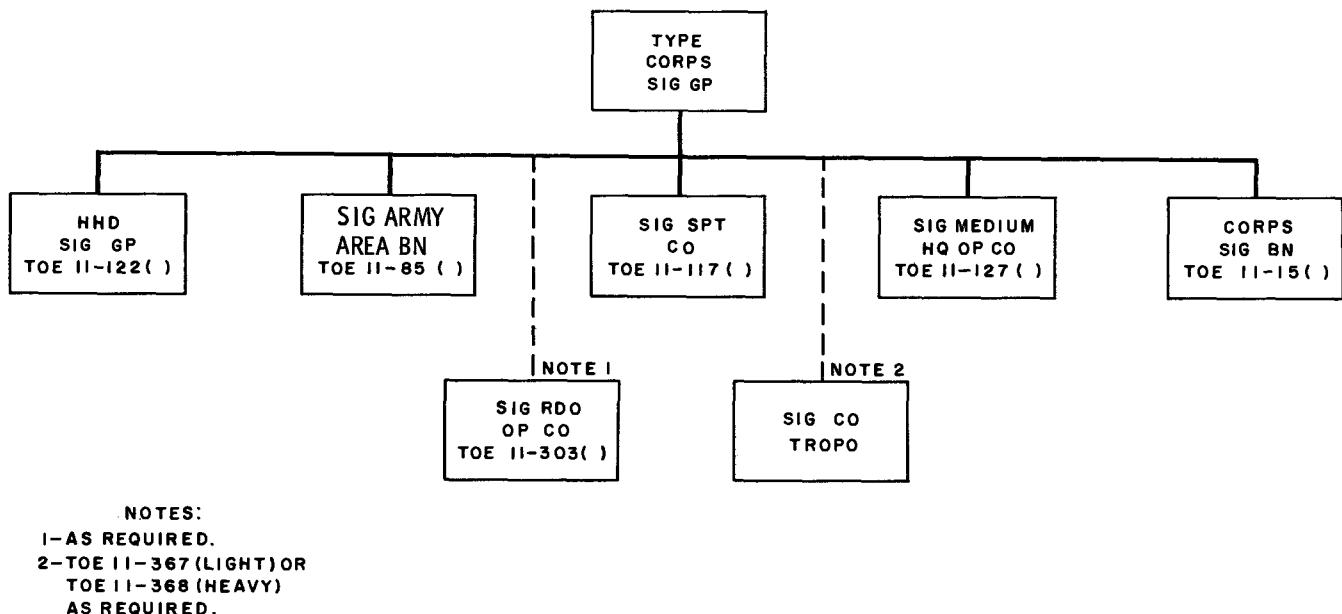 TYPE
CORPS
SIG GP
HHD
SIG GP
TOE 11-122( )
SIG ARMY
AREA BN
TOE 11-85 ( )
SIG SPT
CO
TOE 11-117( )
SIG MEDIUM
HQ OP CO
TOE 11-127( )
CORPS
SIG BN
TOE 11-15( )
NOTE 1
SIG RDO
OP CO
TOE 11-303( )
NOTE 2
SIG CO
TROPO
NOTES:
1-AS REQUIRED.
2-TOE 11-367 (LIGHT) OR
TOE 11-368 (HEAVY)
AS REQUIRED.